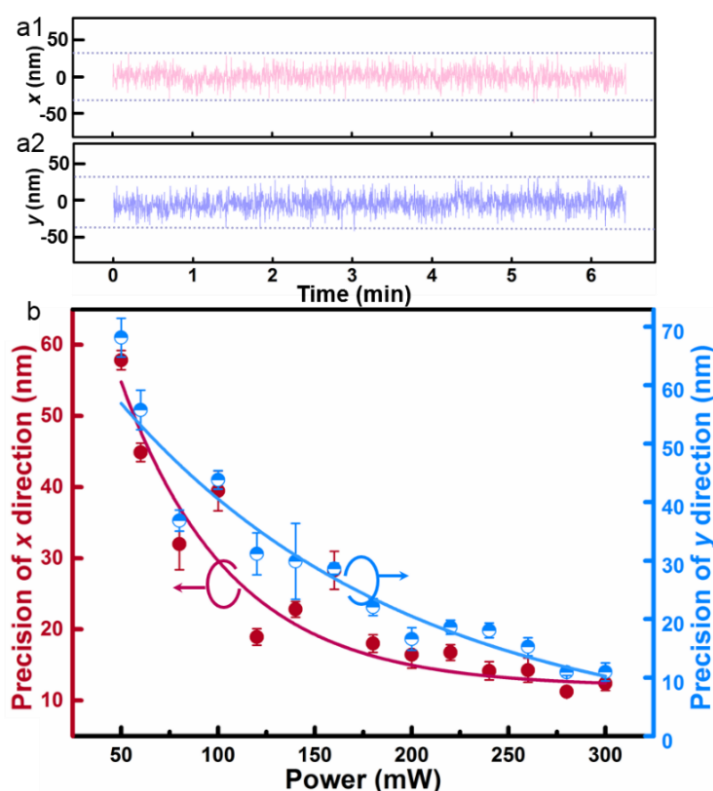 a1
50
0
-50
x (nm)
a2
50
0
-50
y (nm)
0 1 2 3 4 5 6
Time (min)
b
60
50
40
30
20
10
Precision of x direction (nm)
70
60
50
40
30
20
10
0
Precision of y direction (nm)
50 100 150 200 250 300
Power (mW)